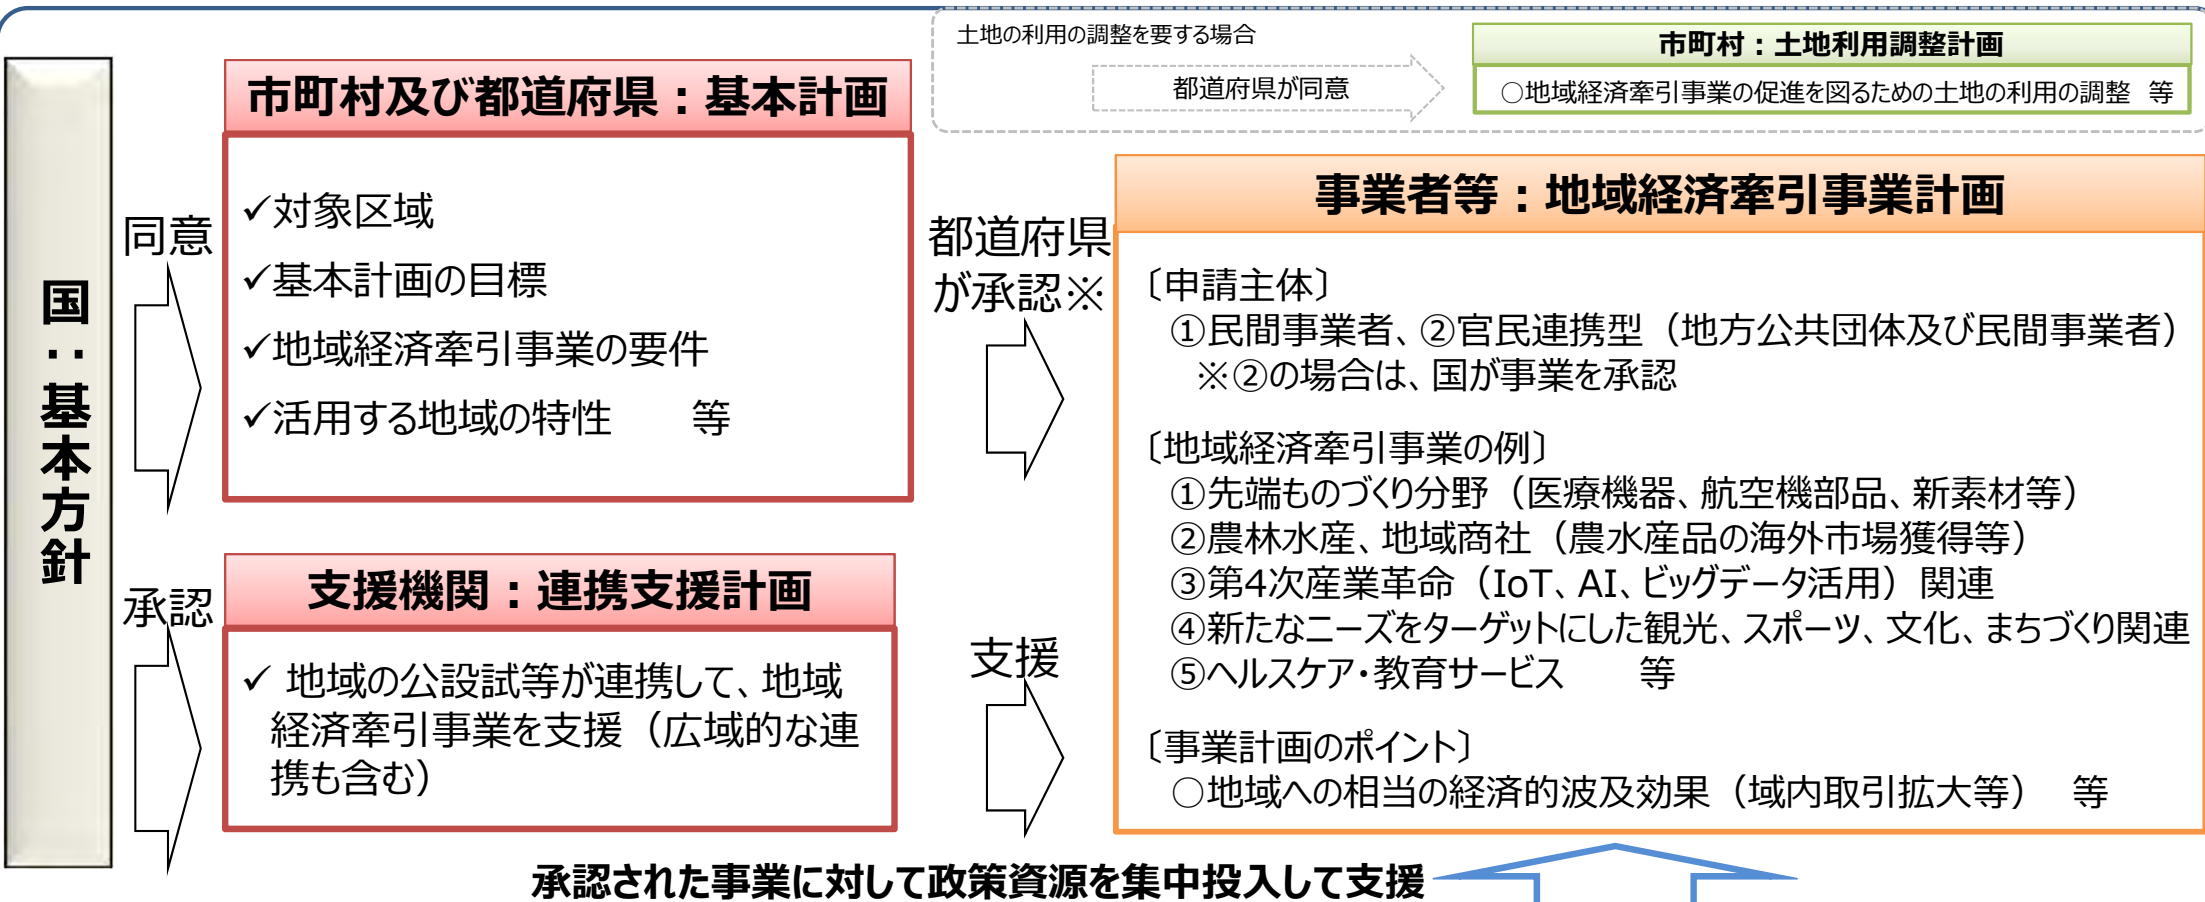 土地の利用の調整を要する場合
都道府県が同意
市町村：土地利用調整計画
○地域経済牽引事業の促進を図るための土地の利用の調整　等
国：基本方針
同意
市町村及び都道府県：基本計画
✓対象区域
✓基本計画の目標
✓地域経済牽引事業の要件
✓活用する地域の特性　　等
承認
支援機関：連携支援計画
✓ 地域の公設試等が連携して、地域
経済牽引事業を支援（広域的な連
携も含む）
都道府県
が承認※
支援
事業者等：地域経済牽引事業計画
〔申請主体〕
①民間事業者、②官民連携型（地方公共団体及び民間事業者）
※②の場合は、国が事業を承認
〔地域経済牽引事業の例〕
①先端ものづくり分野（医療機器、航空機部品、新素材等）
②農林水産、地域商社（農水産品の海外市場獲得等）
③第4次産業革命（IoT、AI、ビッグデータ活用）関連
④新たなニーズをターゲットにした観光、スポーツ、文化、まちづくり関連
⑤ヘルスケア・教育サービス　　等
〔事業計画のポイント〕
○地域への相当の経済的波及効果（域内取引拡大等）　等
承認された事業に対して政策資源を集中投入して支援